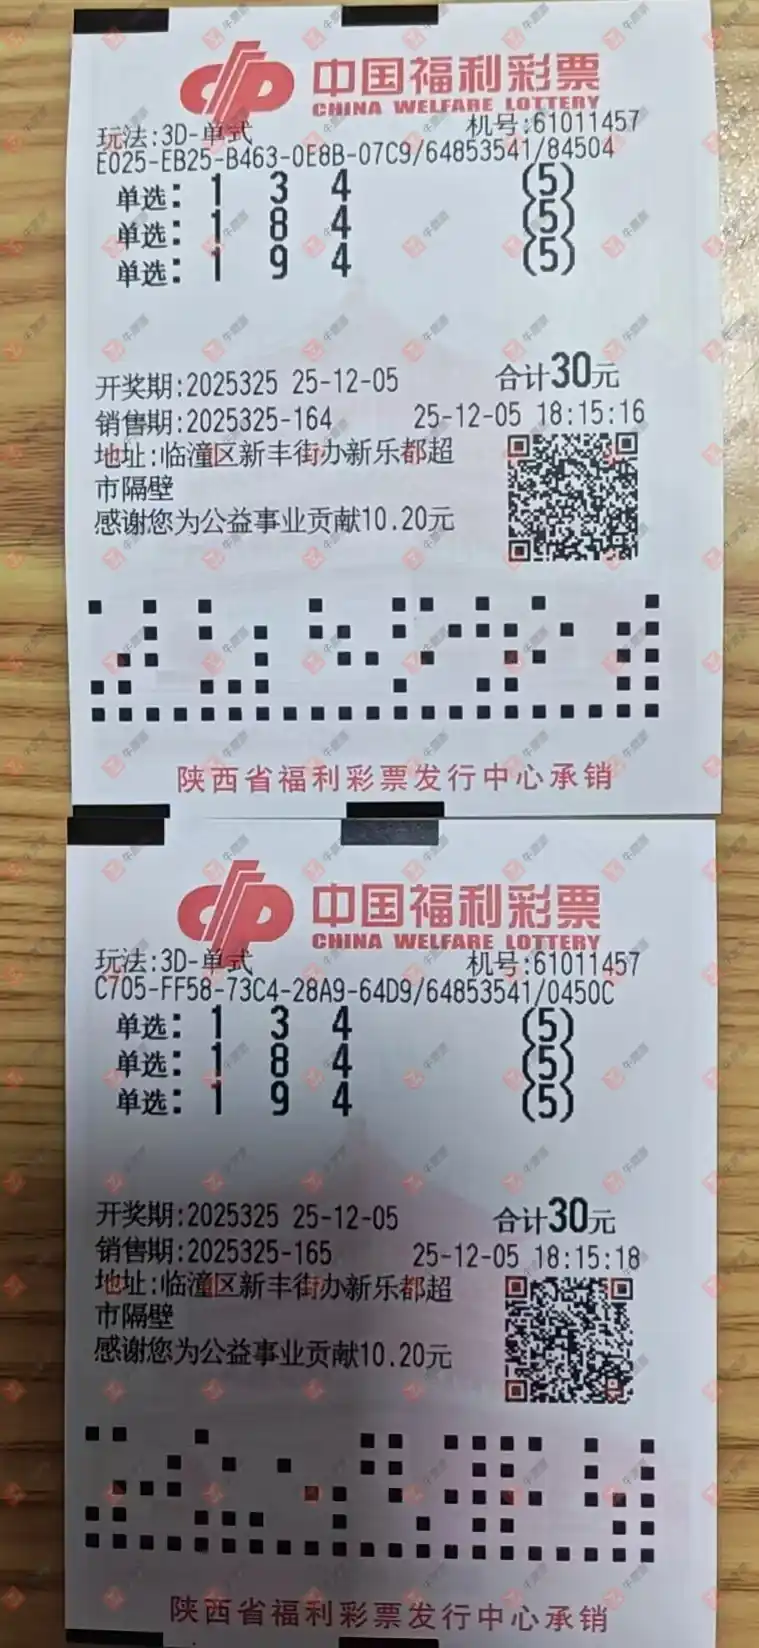 中国福利彩票
CHINA WELFARE LOTTERY
玩法:3D-单式 机号:61011457
E025-EB25-B463-0E8B-07C9/64853541/84504
单选: 1 3 4 (5)
单选: 1 8 4 (5)
单选: 1 9 4 (5)
开奖期:2025325 25-12-05 合计30元
销售期:2025325-164 25-12-05 18:15:16
地址:临潼区新丰街办新乐都超
市隔壁
感谢您为公益事业贡献10.20元
陕西省福利彩票发行中心承销
中国福利彩票
CHINA WELFARE LOTTERY
玩法:3D-单式 机号:61011457
C705-FF58-73C4-28A9-64D9/64853541/0450C
单选: 1 3 4 (5)
单选: 1 8 4 (5)
单选: 1 9 4 (5)
开奖期:2025325 25-12-05 合计30元
销售期:2025325-165 25-12-05 18:15:18
地址:临潼区新丰街办新乐都超
市隔壁
感谢您为公益事业贡献10.20元
陕西省福利彩票发行中心承销